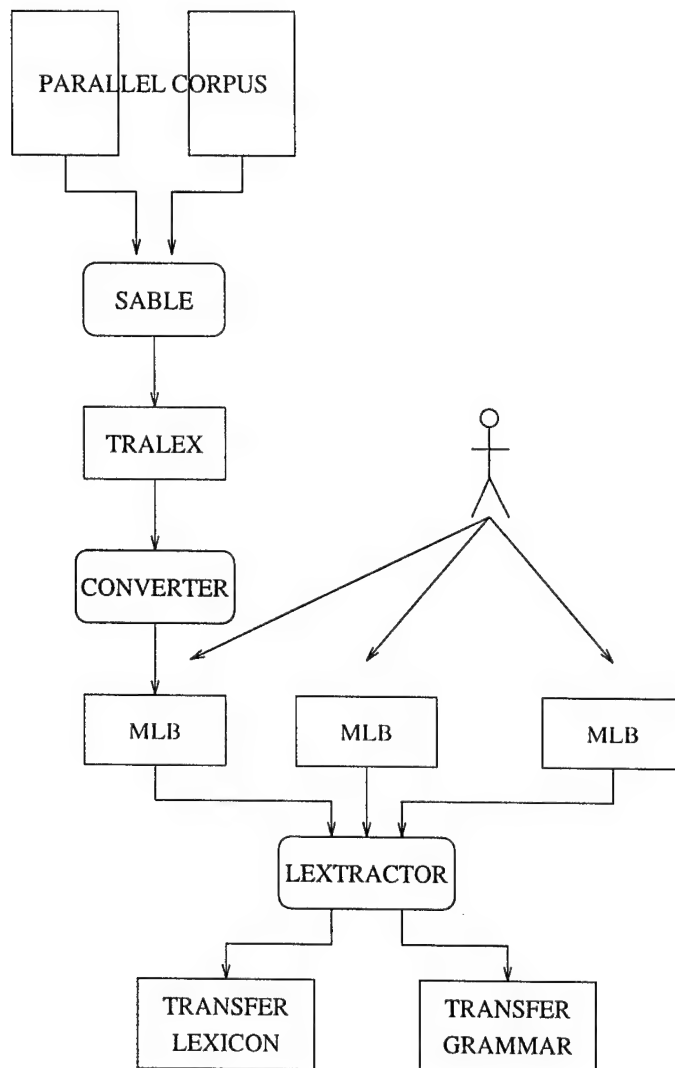 PARALLEL CORPUS
SABLE
TRALEX
CONVERTER
MLB
MLB
MLB
LEXTRACTOR
TRANSFER
LEXICON
TRANSFER
GRAMMAR